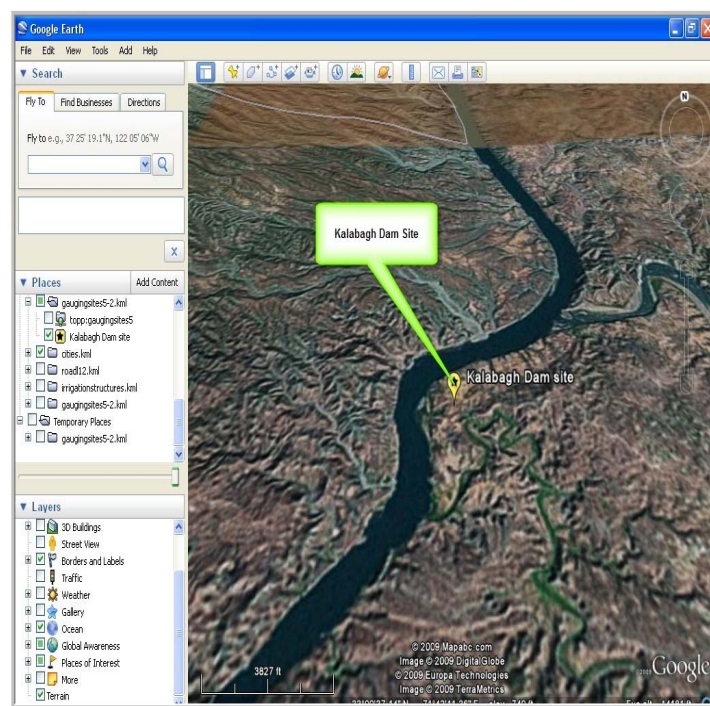 Google Earth
File Edit View Tools Add Help
Search
Fly To Find Businesses Directions
Fly to e.g., 37 25' 19.1"N, 122 05' 06"W
X
Places Add Content
gaugingsites5-2.kml
topp:gaugingsites5
Kalabagh Dam site
cities.kml
roadl12.kml
irrigationstructures.kml
gaugingsites5-2.kml
Temporary Places
gaugingsites5-2.kml
Layers
3D Buildings
Street View
Borders and Labels
Traffic
Weather
Gallery
Ocean
Global Awareness
Places of Interest
More
Terrain
N
Kalabagh Dam Site
Kalabagh Dam site
© 2009 Mapabc.com
Image © 2009 DigitalGlobe
© 2009 Europa Technologies
Image © 2009 TerraMetrics
3827 ft
Google